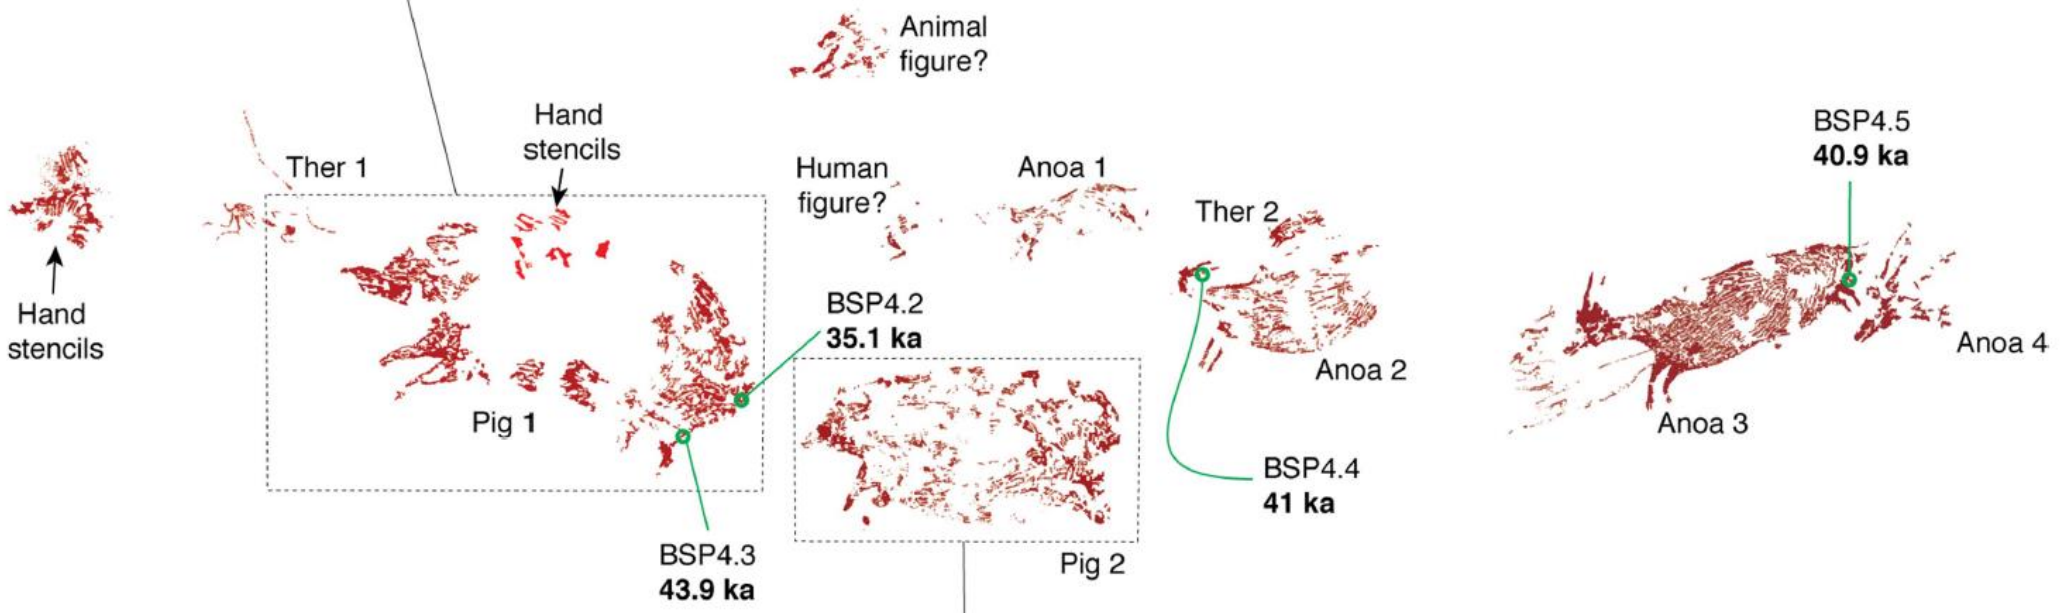 Animal
figure?
Hand
stencils
BSP4.5
40.9 ka
Ther 1
Human
figure?
Anoa 1
Ther 2
Hand
stencils
BSP4.2
35.1 ka
Anoa 2
Anoa 4
Pig 1
Anoa 3
BSP4.4
41 ka
BSP4.3
43.9 ka
Pig 2